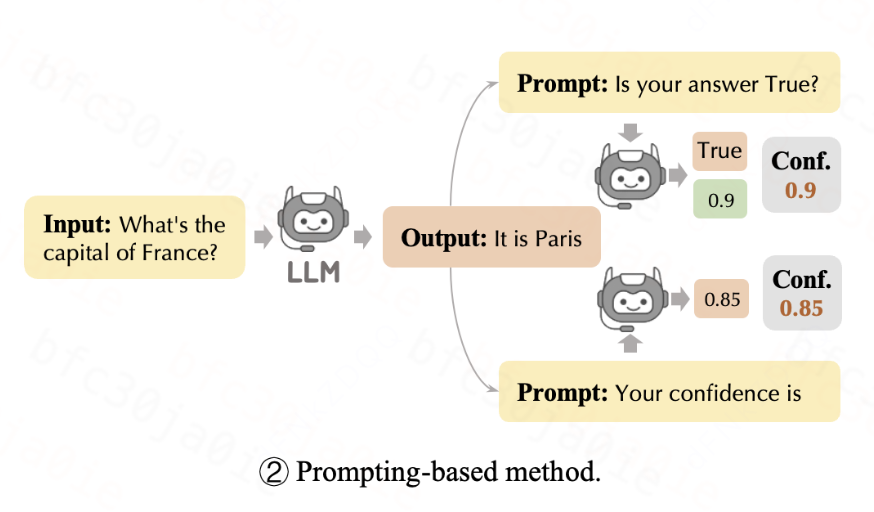 Prompt: Is your answer True?
True
0.9
Conf.
0.9
Input: What's the
capital of France?
LLM
Output: It is Paris
0.85
Conf.
0.85
Prompt: Your confidence is
② Prompting-based method.